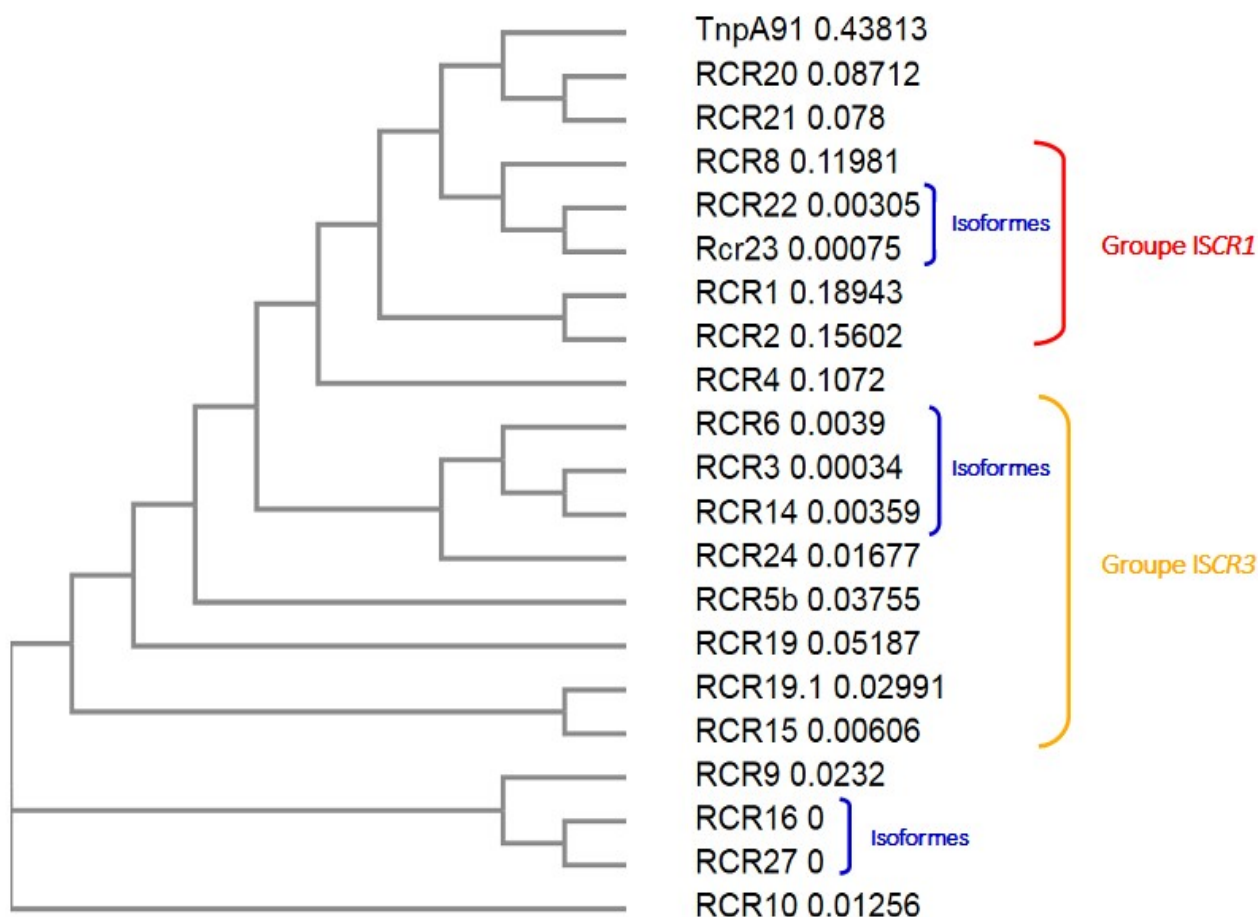 TnpA91 0.43813
RCR20 0.08712
RCR21 0.078
RCR8 0.11981
RCR22 0.00305
Isoformes
Rcr23 0.00075
Groupe ISCR1
RCR1 0.18943
RCR2 0.15602
RCR4 0.1072
RCR6 0.0039
RCR3 0.00034
Isoformes
RCR14 0.00359
RCR24 0.01677
Groupe ISCR3
RCR5b 0.03755
RCR19 0.05187
RCR19.1 0.02991
RCR15 0.00606
RCR9 0.0232
RCR16 0
Isoformes
RCR27 0
RCR10 0.01256